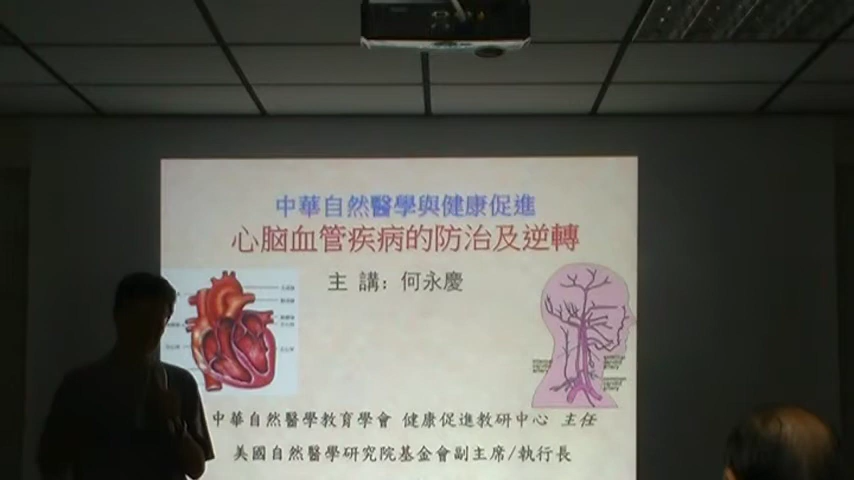 中華自然醫學與健康促進
心脑血管疾病的防治及逆轉
主 講：何永慶
中華自然醫學教育學會 健康促進教研中心 主任
美國自然醫學研究院基金會副主席/執行長